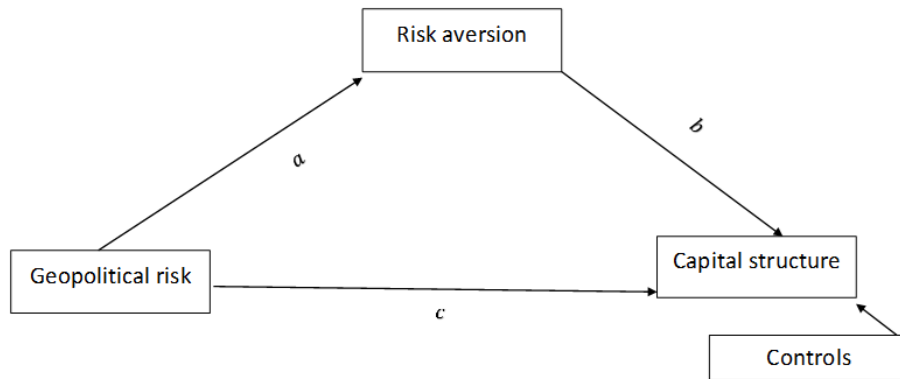 Risk aversion
a
b
Geopolitical risk
Capital structure
c
Controls